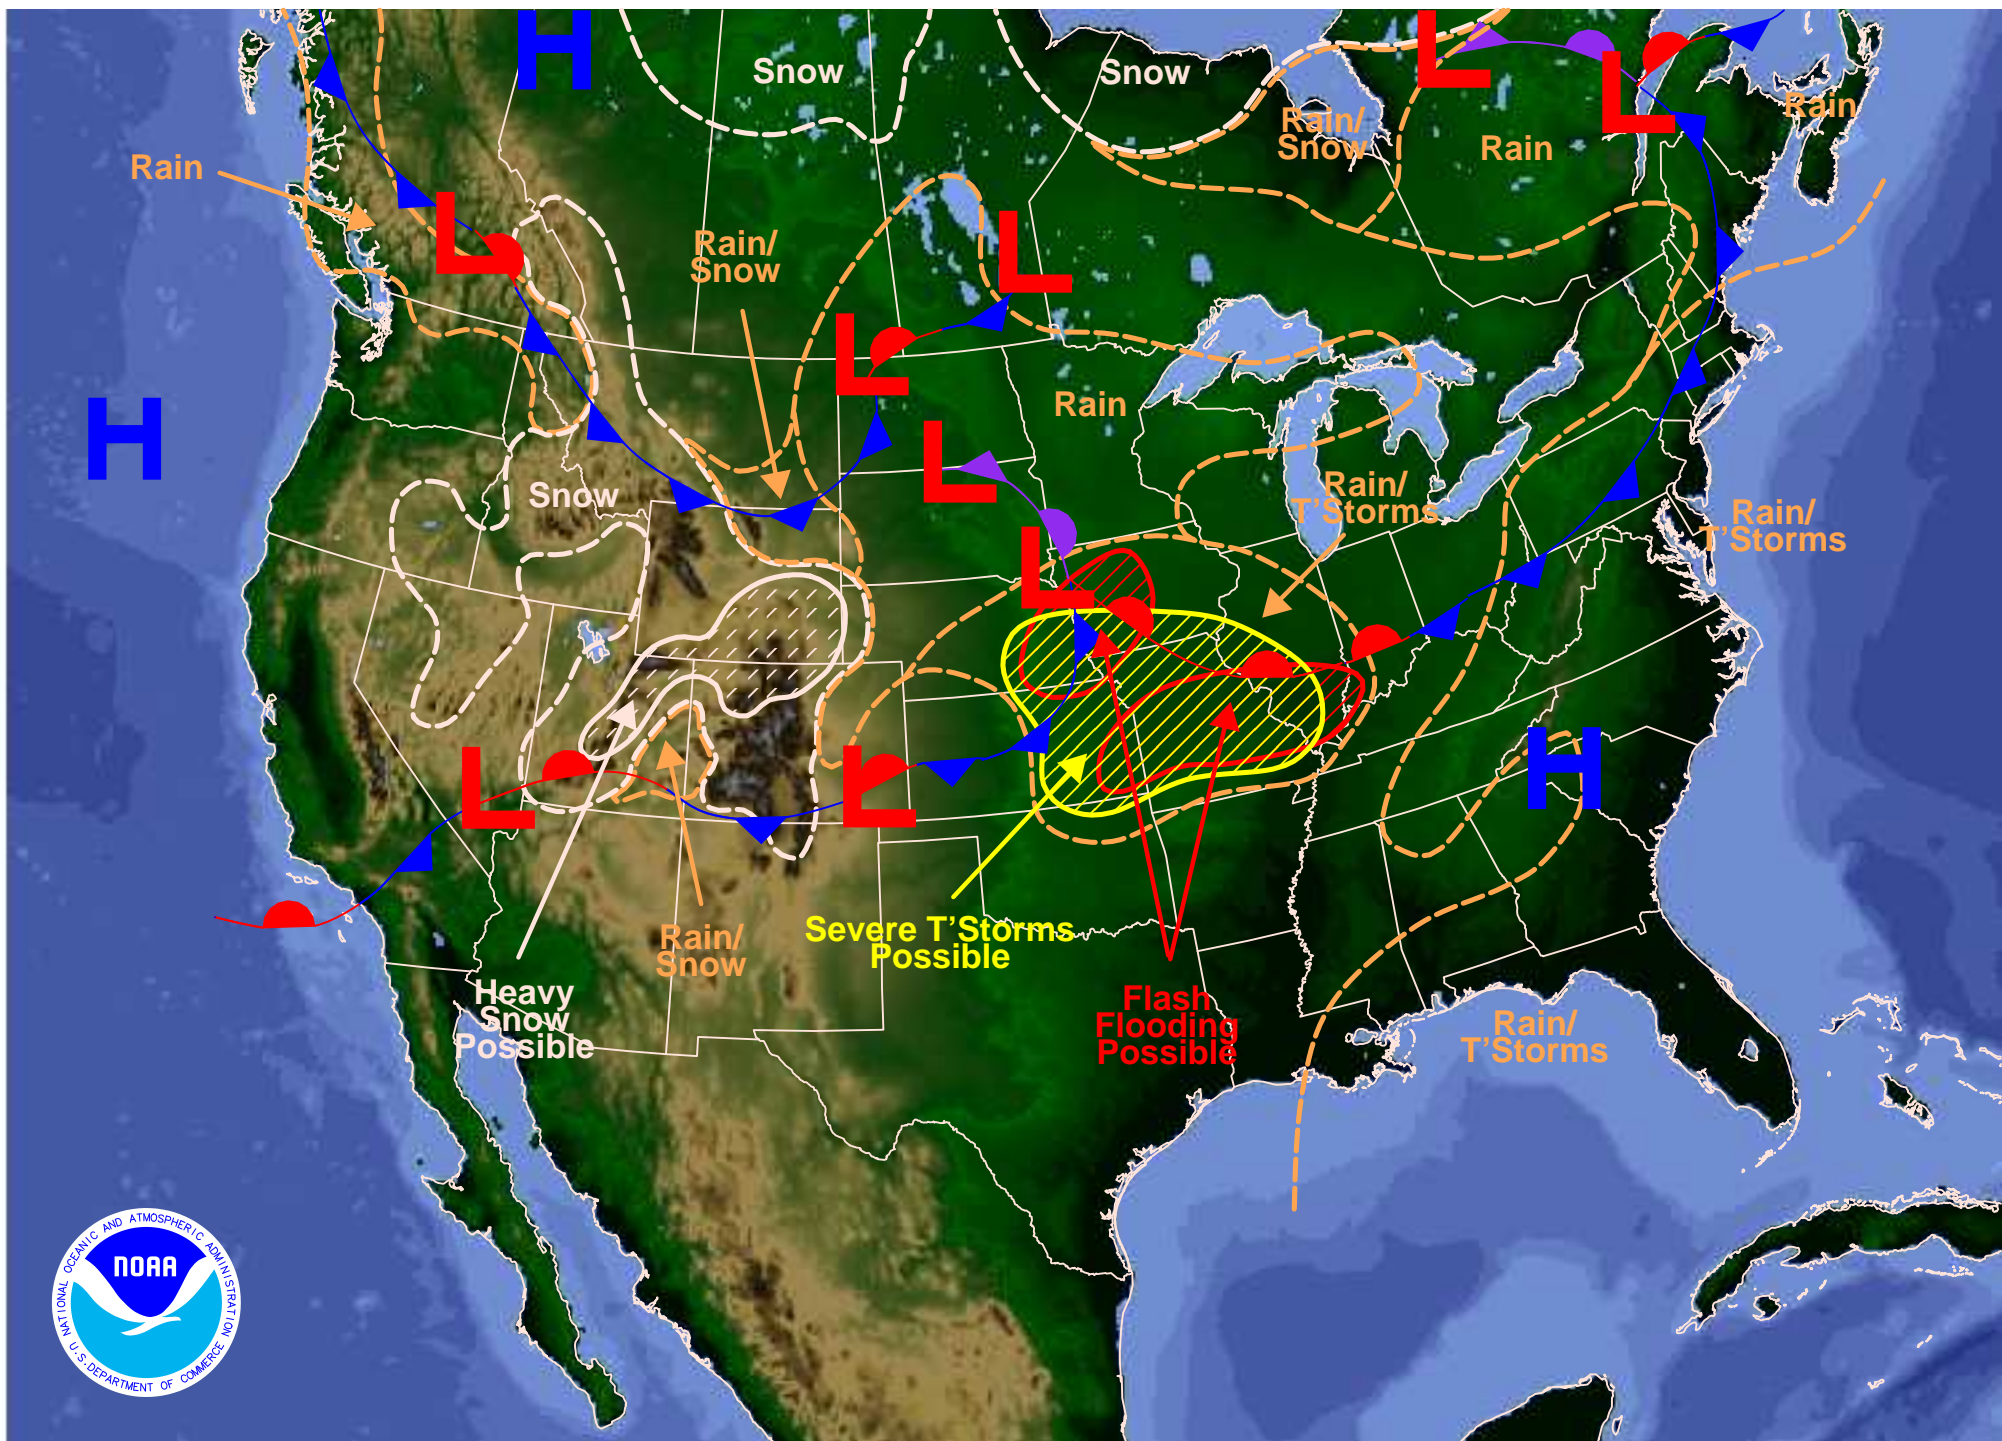 H
Snow
Snow
L
L
Rain/
Snow
Rain
Rain
Rain
L
Rain/
Snow
L
L
H
Rain
L
Snow
Rain/
T'Storms
Rain/
T'Storms
L
H
L
L
Severe T'Storms
Possible
Rain/
Snow
Heavy
Snow
Possible
Flash
Flooding
Possible
Rain/
T'Storms
NATIONAL OCEANIC AND ATMOSPHERIC ADMINISTRATION
NOAA
U.S. DEPARTMENT OF COMMERCE